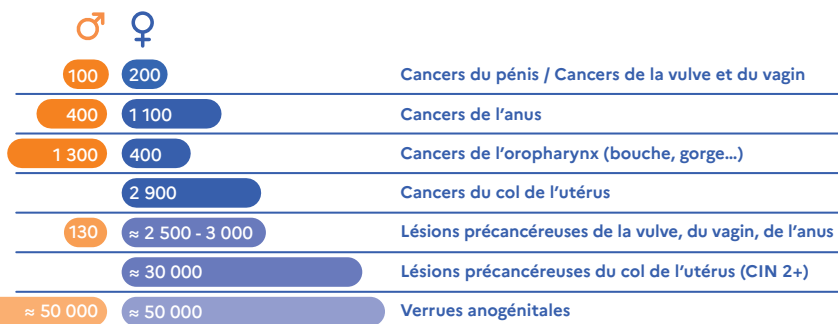 ♂ ♀
100 200 Cancers du pénis / Cancers de la vulve et du vagin
400 1 100 Cancers de l'anus
1 300 400 Cancers de l'oropharynx (bouche, gorge...)
2 900 Cancers du col de l'utérus
130 ≈ 2 500 - 3 000 Lésions précancéreuses de la vulve, du vagin, de l'anus
≈ 30 000 Lésions précancéreuses du col de l'utérus (CIN 2+)
≈ 50 000 ≈ 50 000 Verrues anogénitales